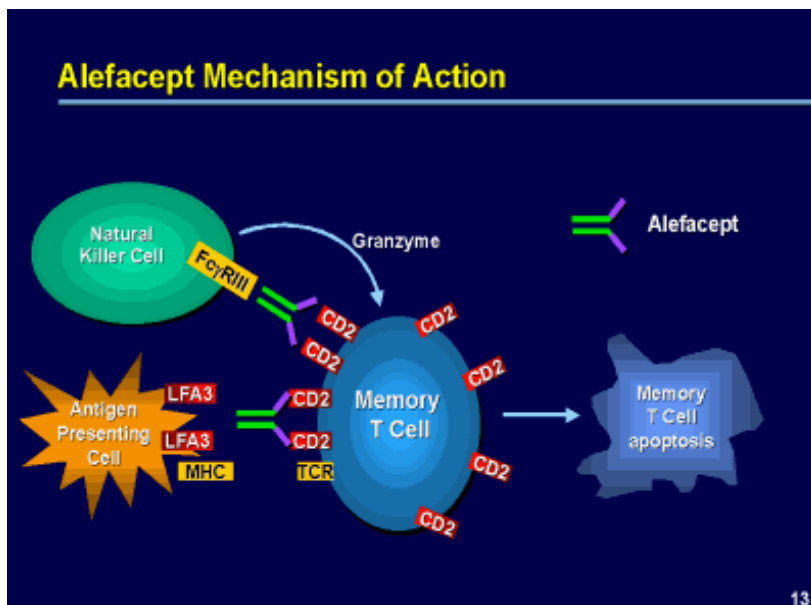 Alefacept Mechanism of Action
Natural
Killer Cell
FcγRIII
Granzyme
Alefacept
CD2
CD2
CD2
CD2
LFA3
LFA3
Antigen
Presenting
Cell
MHC
CD2
CD2
TCR
Memory
T Cell
CD2
CD2
Memory
T Cell
apoptosis
13